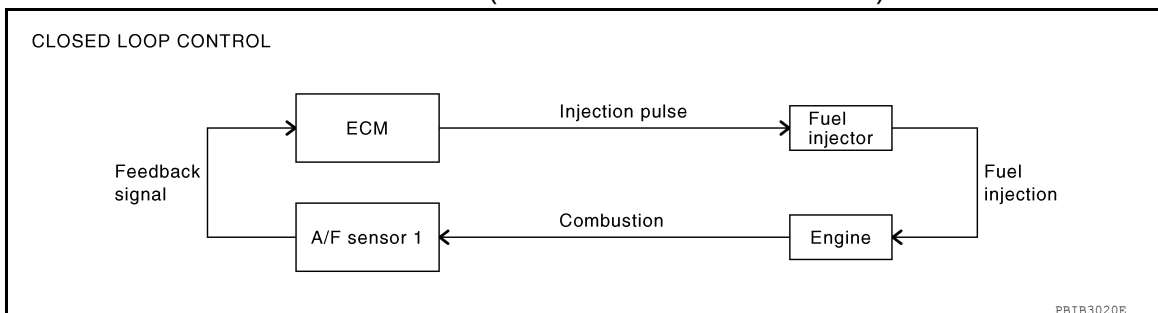 CLOSED LOOP CONTROL
ECM
Injection pulse
Fuel
injector
Feedback
signal
Fuel
injection
A/F sensor 1
Combustion
Engine
PBIB3020E